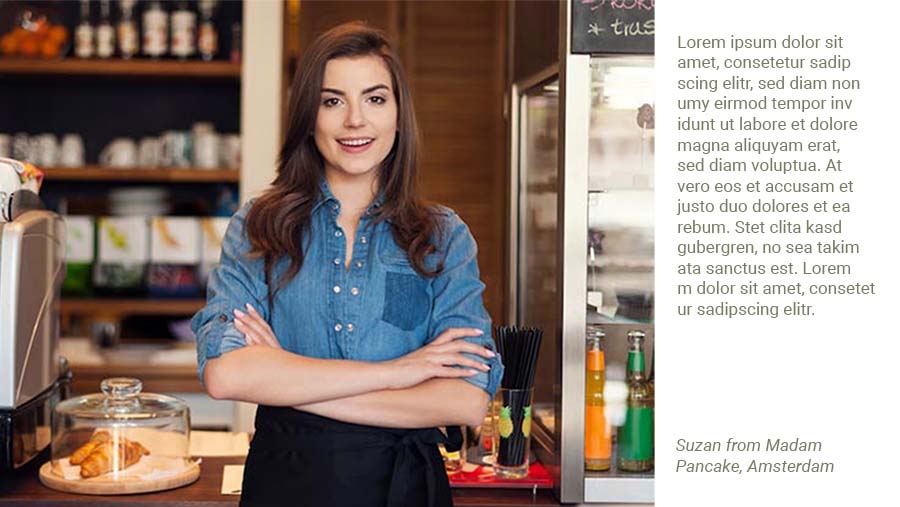 * trus
Lorem ipsum dolor sit
amet, consetetur sadip
scing elitr, sed diam non
umy eirmod tempor inv
idunt ut labore et dolore
magna aliquyam erat,
sed diam voluptua. At
vero eos et accusam et
justo duo dolores et ea
rebum. Stet clita kasd
gubergren, no sea takim
ata sanctus est. Lorem
m dolor sit amet, consetet
ur sadipscing elitr.
Suzan from Madam
Pancake, Amsterdam